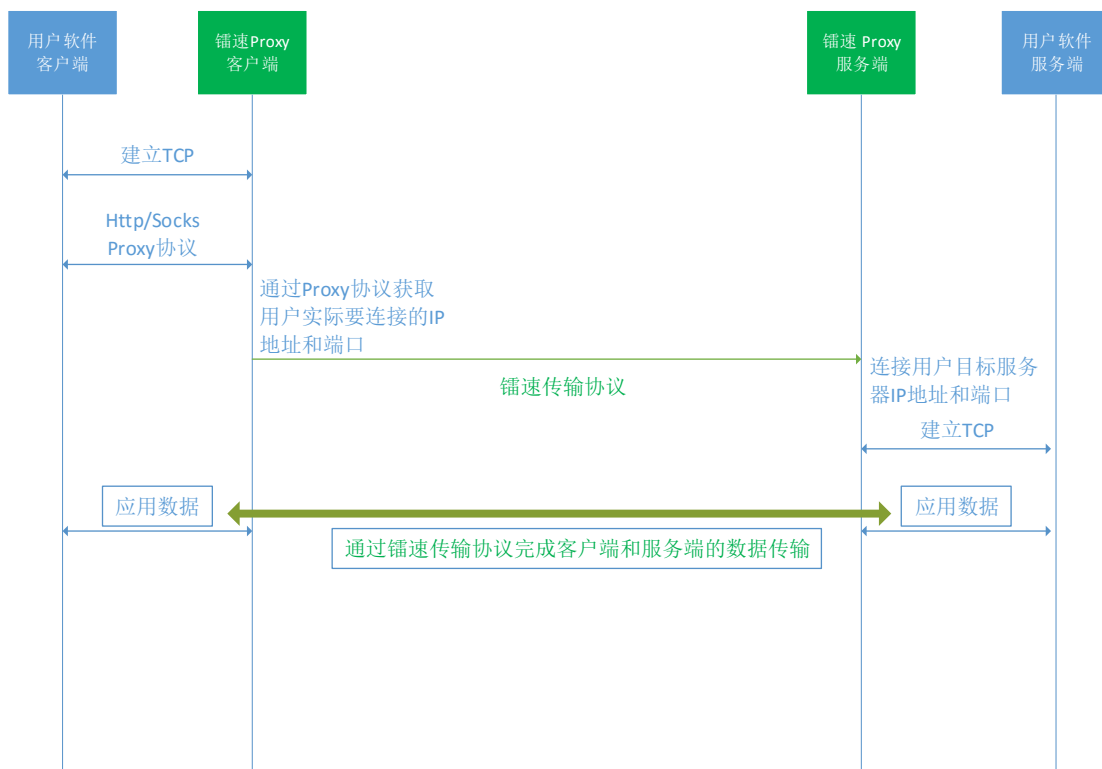 用户软件
客户端
镭速Proxy
客户端
镭速 Proxy
服务端
用户软件
服务端
建立TCP
Http/Socks
Proxy协议
通过Proxy协议获取
用户实际要连接的IP
地址和端口
镭速传输协议
连接用户目标服务
器IP地址和端口
建立TCP
应用数据
应用数据
通过镭速传输协议完成客户端和服务端的数据传输